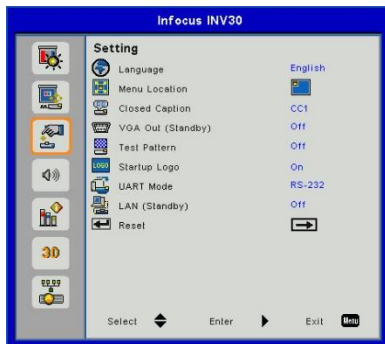 Infocus INV30
Setting
Language English
Menu Location
Closed Caption CC1
VGA Out (Standby) Off
Test Pattern Off
LOGO Startup Logo On
UART Mode RS-232
LAN (Standby) Off
Reset
3D
Select Enter Exit Menu